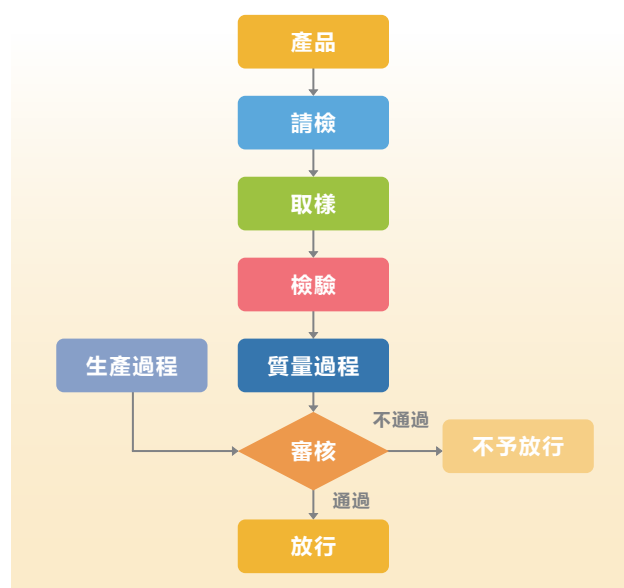 產品
請檢
取樣
檢驗
生產過程
質量過程
不通過
審核
不予放行
通過
放行